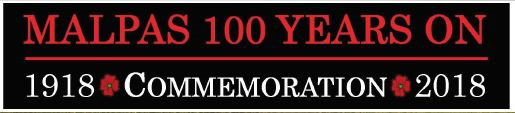 MALPAS 100 YEARS ON
1918 COMMEMORATION 2018